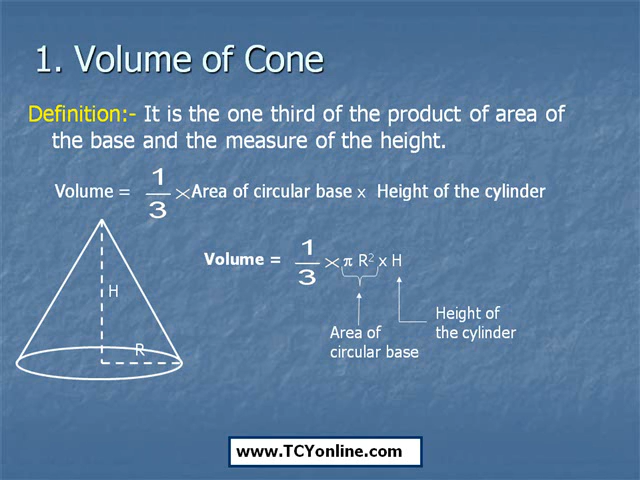 1. Volume of Cone
Definition:- It is the one third of the product of area of
the base and the measure of the height.
Volume = 1/3 × Area of circular base x Height of the cylinder
Volume = 1/3 × π R² x H
H
R
Area of
circular base
Height of
the cylinder
www.TCYonline.com